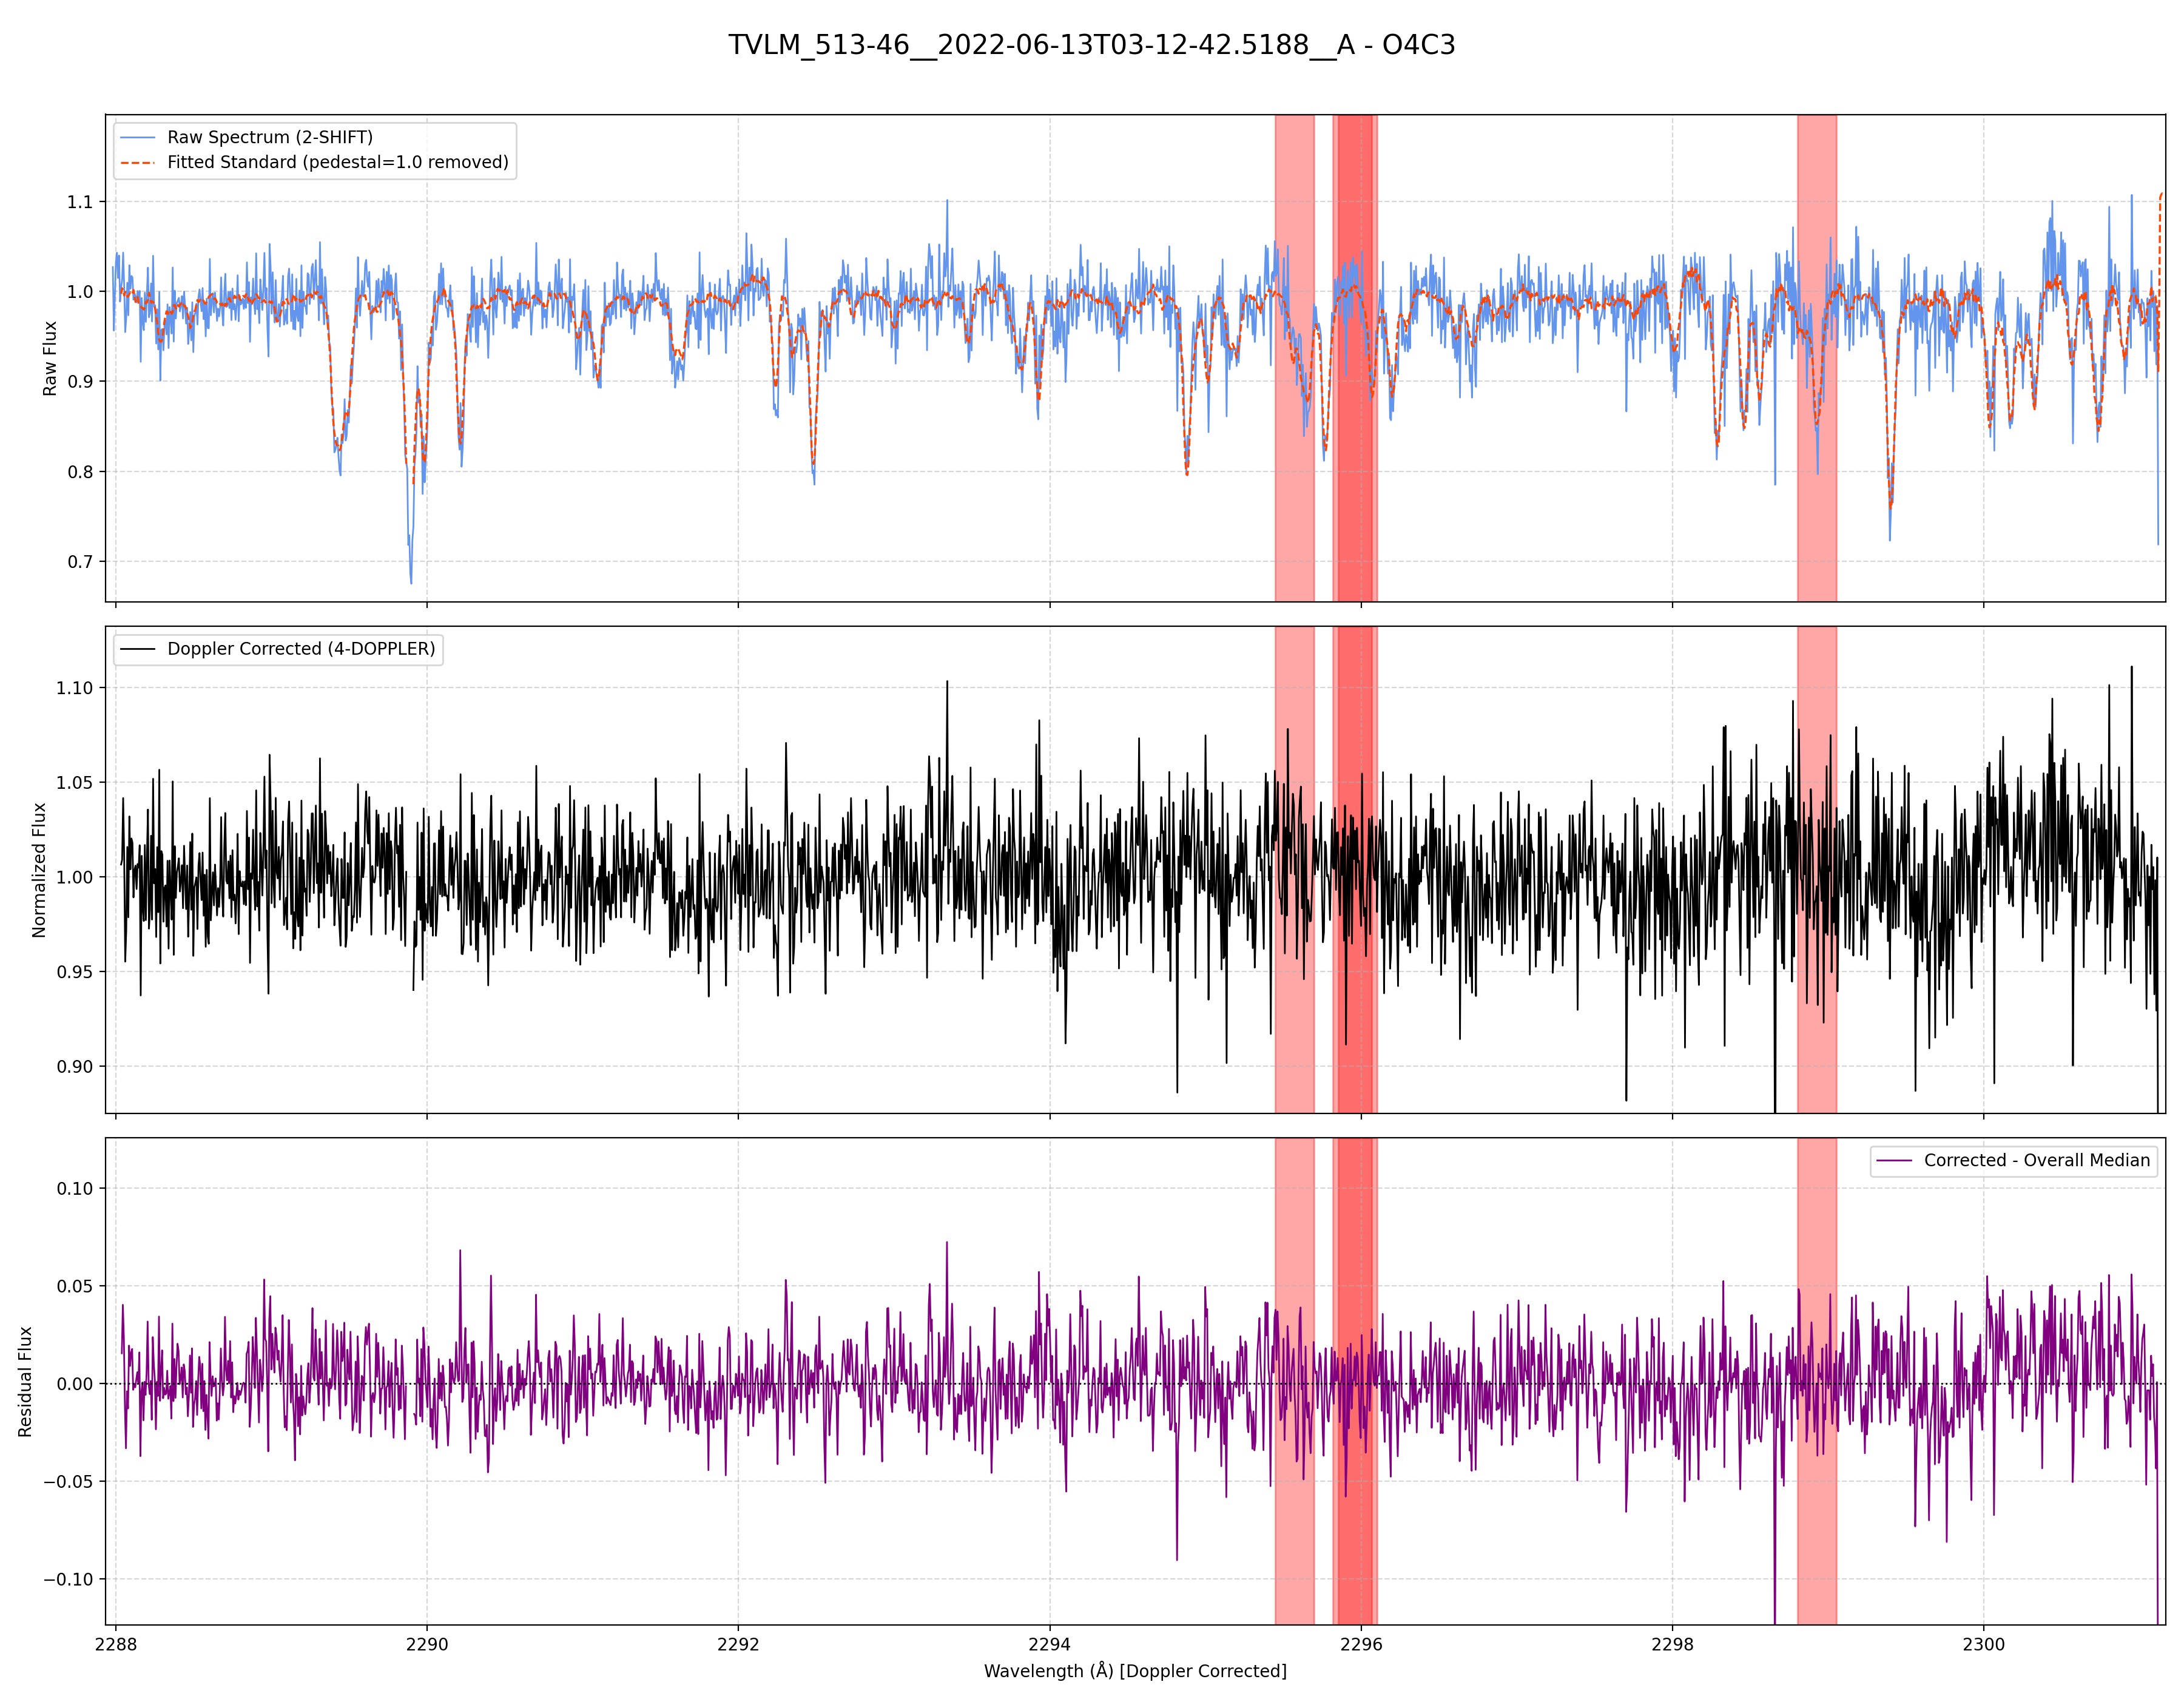 TVLM_513-46__2022-06-13T03-12-42.5188__A - O4C3
Raw Spectrum (2-SHIFT)
Fitted Standard (pedestal=1.0 removed)
Raw Flux
1.1
1.0
0.9
0.8
0.7
Doppler Corrected (4-DOPPLER)
Normalized Flux
1.10
1.05
1.00
0.95
0.90
Corrected - Overall Median
Residual Flux
0.10
0.05
0.00
−0.05
−0.10
2288 2290 2292 2294 2296 2298 2300
Wavelength (Å) [Doppler Corrected]